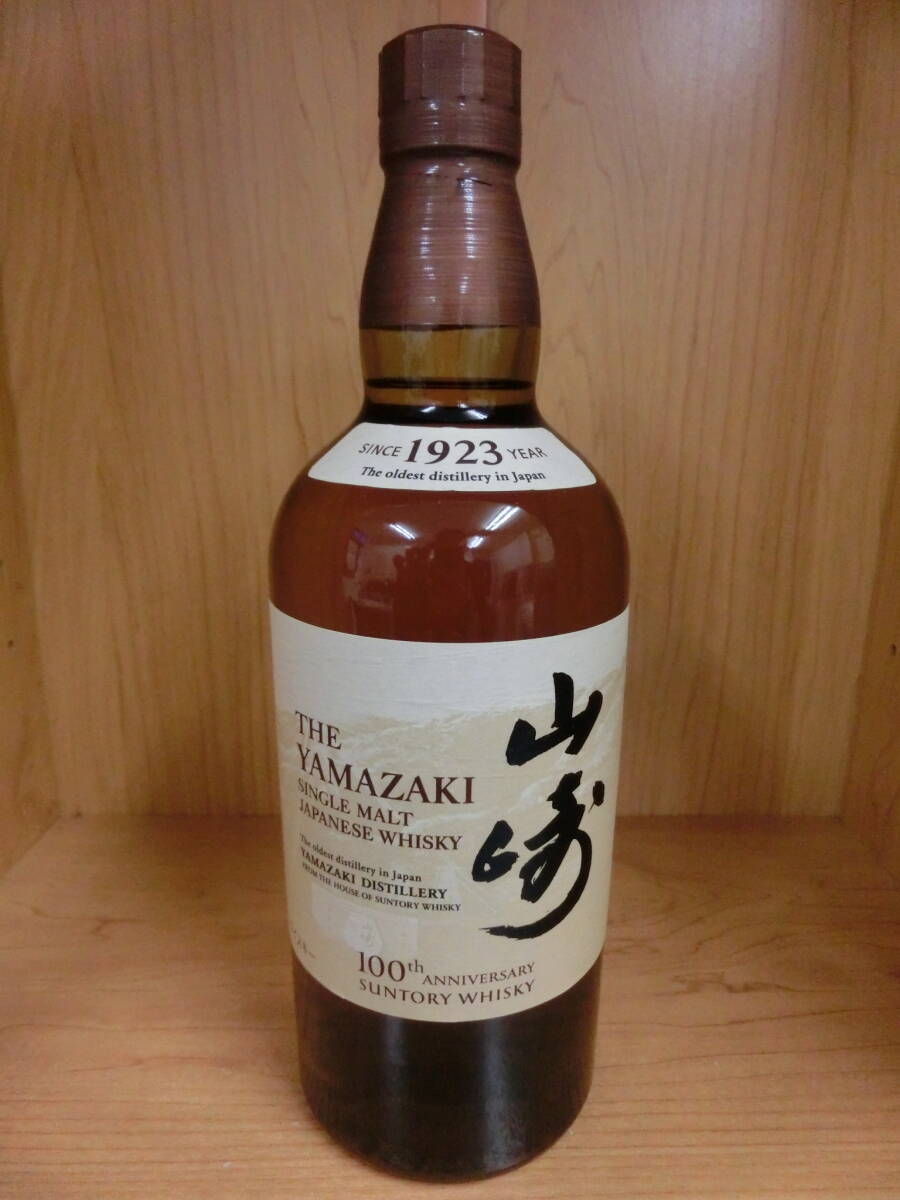 SINCE 1923 YEAR
The oldest distillery in Japan
THE
YAMAZAKI
SINGLE MALT
JAPANESE WHISKY
山崎
The oldest distillery in Japan
YAMAZAKI DISTILLERY
FROM THE HOUSE OF SUNTORY WHISKY
100th ANNIVERSARY
SUNTORY WHISKY